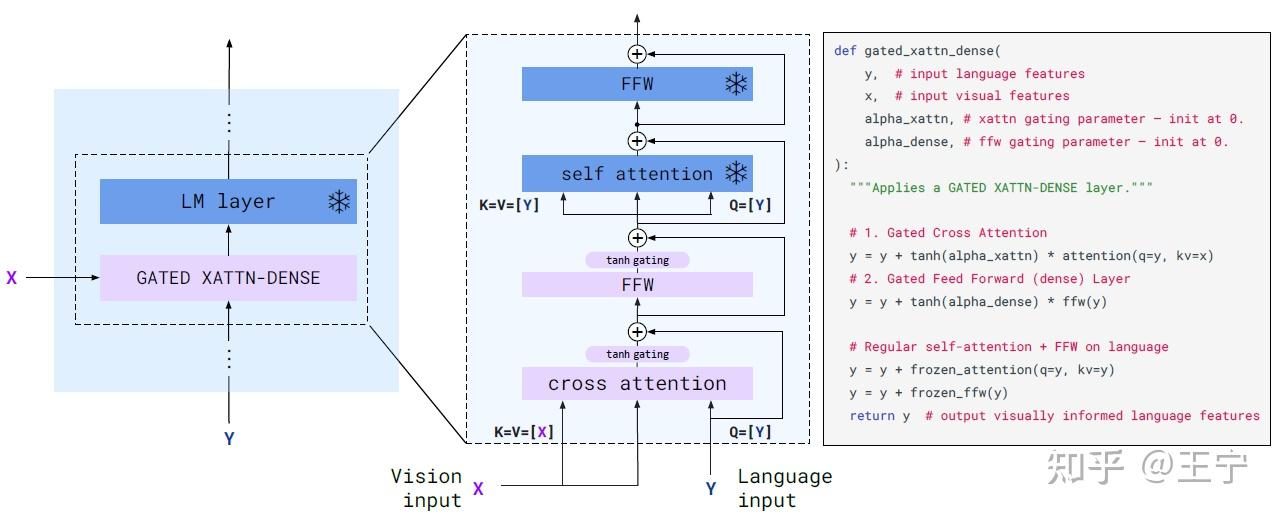 LM layer
X
GATED XATTN-DENSE
Y
FFW
self attention
K=V=[Y]
Q=[Y]
tanh gating
FFW
tanh gating
cross attention
K=V=[X]
Q=[Y]
Vision
input
X
Y
Language
input
def gated_xattn_dense(
y, # input language features
x, # input visual features
alpha_xattn, # xattn gating parameter – init at 0.
alpha_dense, # ffw gating parameter – init at 0.
):
"""Applies a GATED XATTN-DENSE layer."""
# 1. Gated Cross Attention
y = y + tanh(alpha_xattn) * attention(q=y, kv=x)
# 2. Gated Feed Forward (dense) Layer
y = y + tanh(alpha_dense) * ffw(y)
# Regular self-attention + FFW on language
y = y + frozen_attention(q=y, kv=y)
y = y + frozen_ffw(y)
return y # output visually informed language features
知乎 @王宁